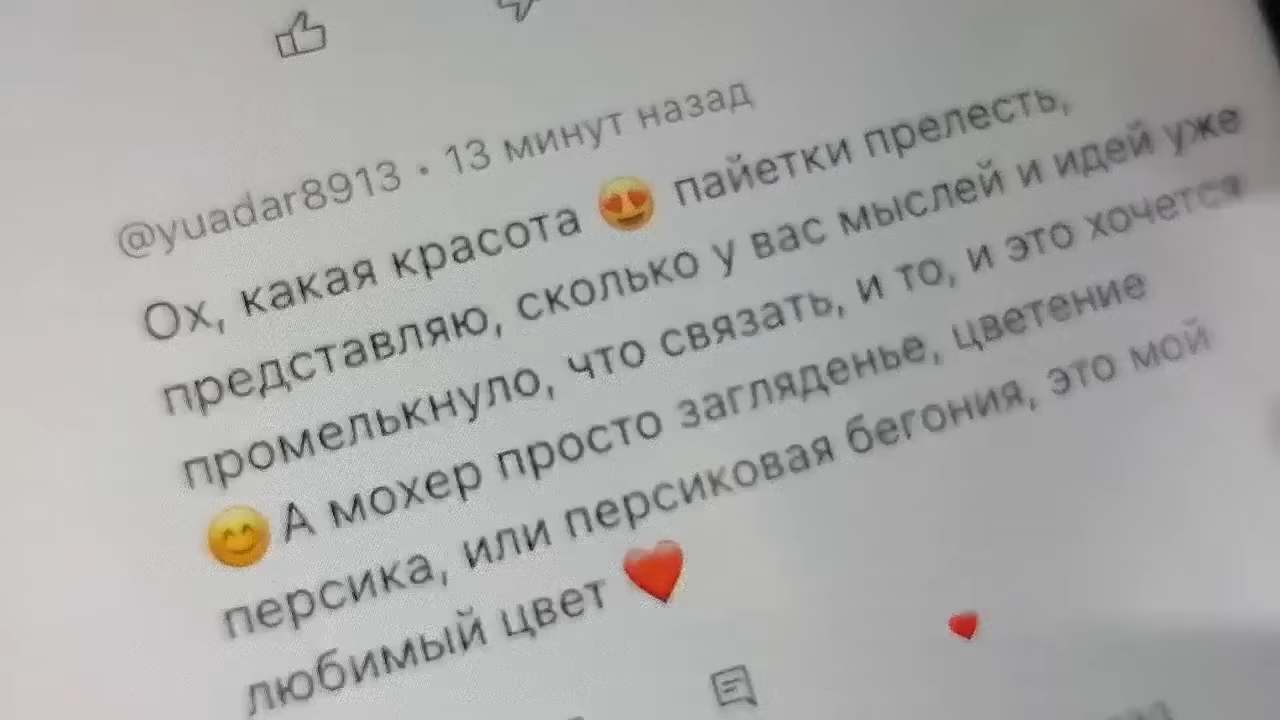 @yuadar8913 • 13 минут назад
Ох, какая красота 😍 пайетки прелесть,
представляю, сколько у вас мыслей и идей уже
промелькнуло, что связать, и то, и это хочется
😊 А мохер просто загляденье, цветение
персика, или персиковая бегония, это мой
любимый цвет ❤️